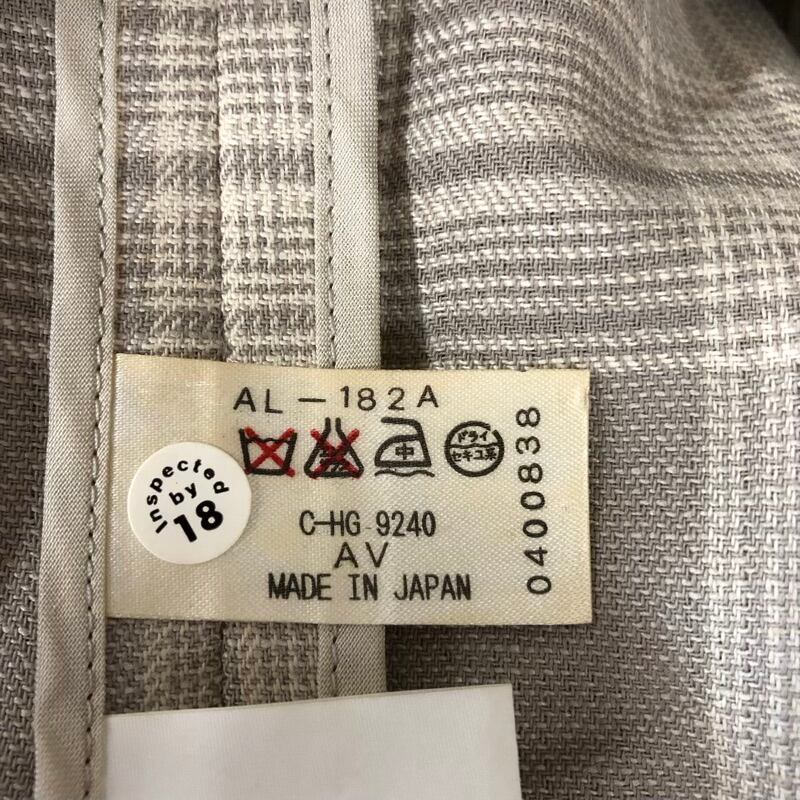 AL-182A
中
ドライ
セキユ系
C-HG-9240
AV
MADE IN JAPAN
0400838
inspected
by
18